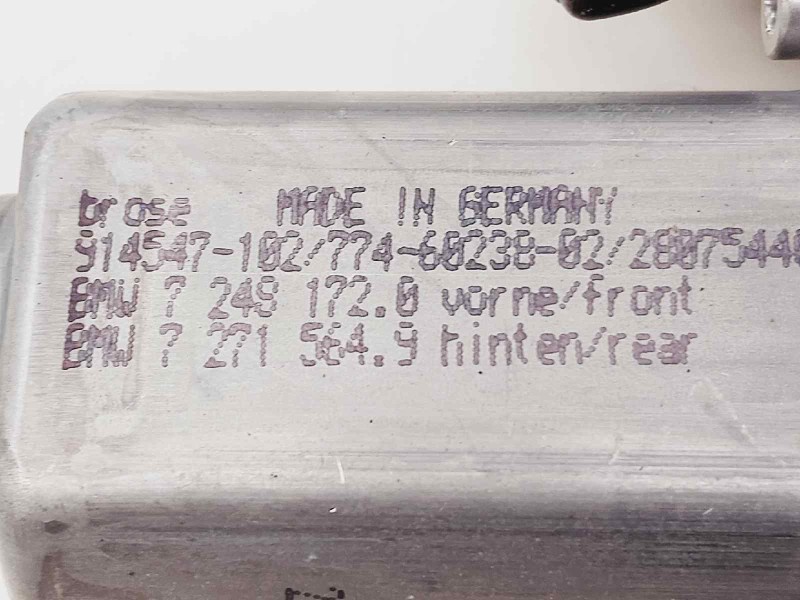 brose MADE IN GERMANY
914547-102/774-60238-02/28075448
BMW 7 249 172.0 vorne/front
BMW 7 271 564.9 hinten/rear